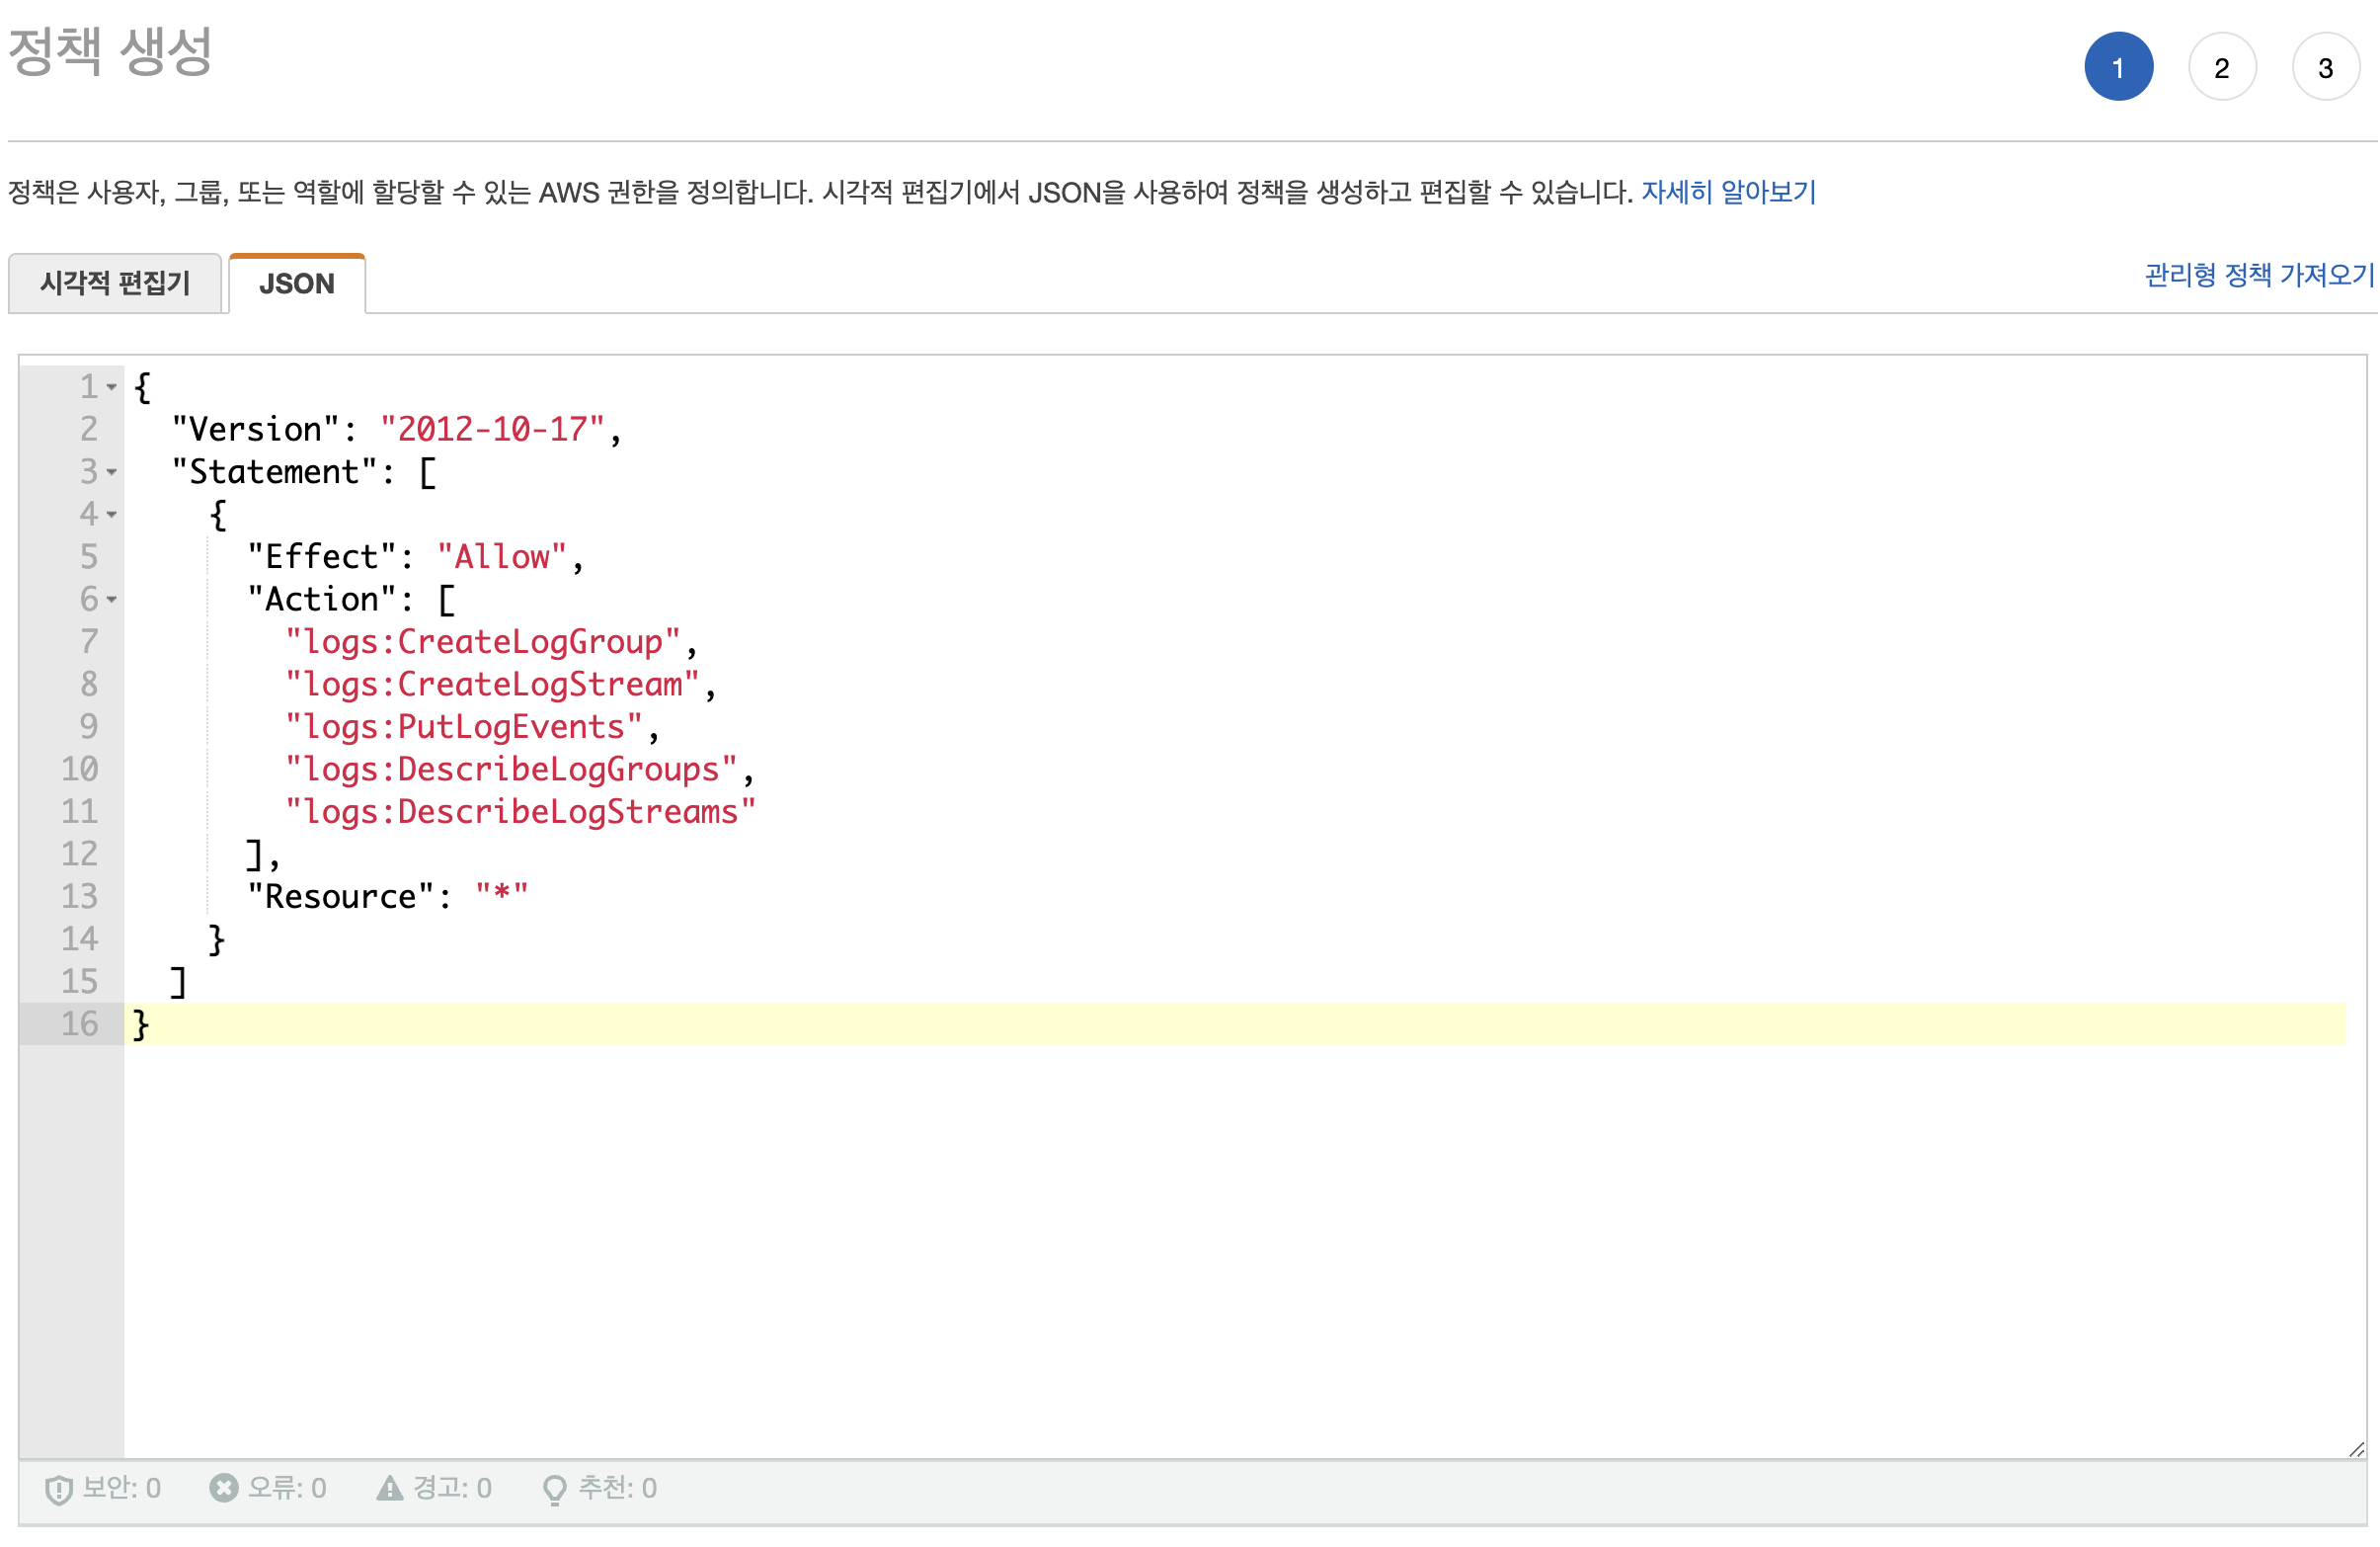 정책 생성
1 2 3
정책은 사용자, 그룹, 또는 역할에 할당할 수 있는 AWS 권한을 정의합니다. 시각적 편집기에서 JSON을 사용하여 정책을 생성하고 편집할 수 있습니다. 자세히 알아보기
시각적 편집기 JSON 관리형 정책 가져오기
1 {
2   "Version": "2012-10-17",
3   "Statement": [
4     {
5       "Effect": "Allow",
6       "Action": [
7         "logs:CreateLogGroup",
8         "logs:CreateLogStream",
9         "logs:PutLogEvents",
10         "logs:DescribeLogGroups",
11         "logs:DescribeLogStreams"
12       ],
13       "Resource": "*"
14     }
15   ]
16 }
보안: 0 오류: 0 경고: 0 추천: 0